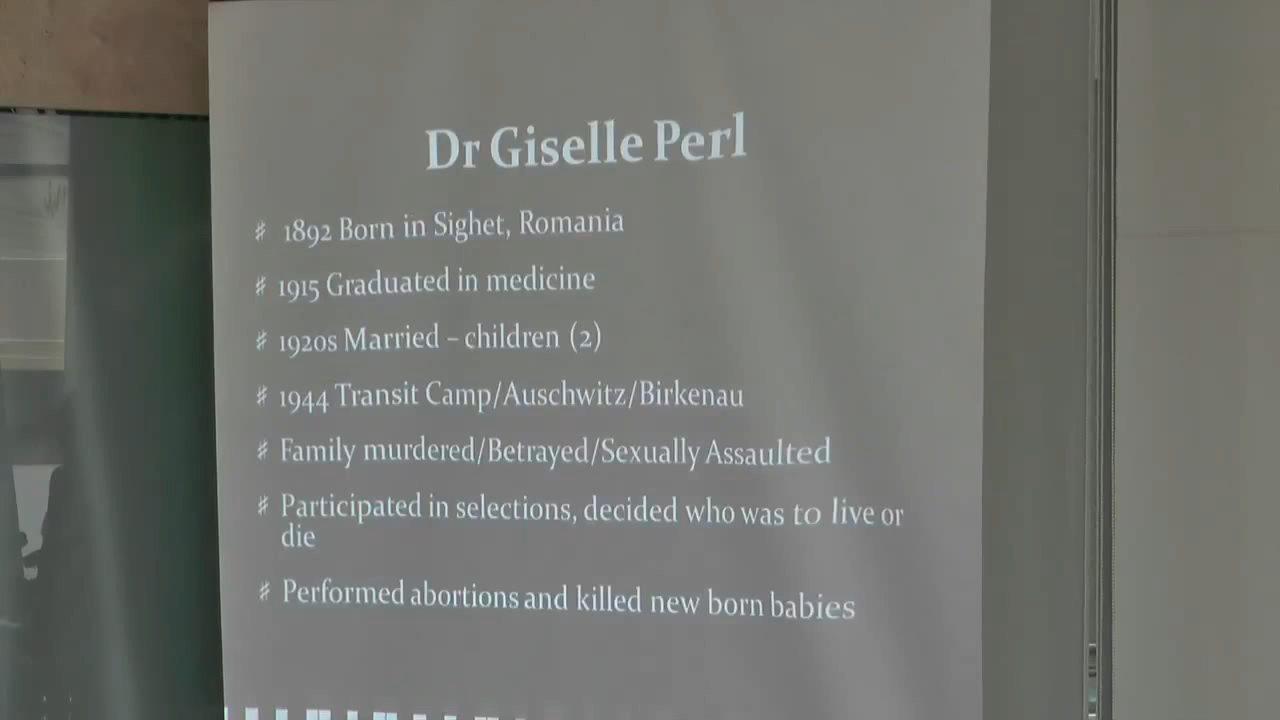 Dr Giselle Perl
♯ 1892 Born in Sighet, Romania
♯ 1915 Graduated in medicine
♯ 1920s Married – children (2)
♯ 1944 Transit Camp/Auschwitz/Birkenau
♯ Family murdered/Betrayed/Sexually Assaulted
♯ Participated in selections, decided who was to live or
die
♯ Performed abortions and killed new born babies